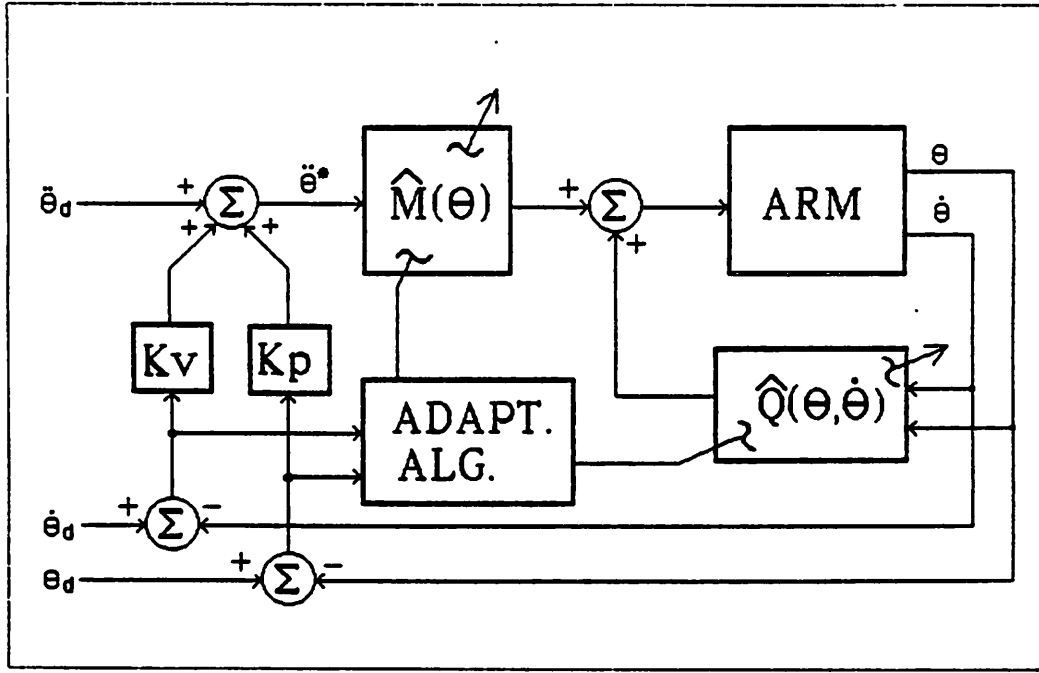 θ̈d + Σ + + θ̈* M̂(θ) + Σ + ARM θ θ̇
Kv Kp
ADAPT.
ALG.
Q̂(θ,θ̇)
θ̇d + Σ −
θd + Σ −